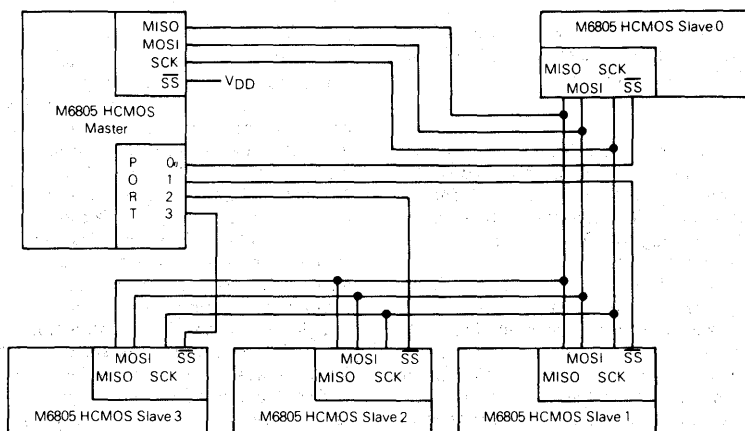 MISO
MOSI
SCK
SS
VDD
M6805 HCMOS
Master
P 0
O 1
R 2
T 3
M6805 HCMOS Slave 0
MISO SCK
MOSI SS
MOSI SS
MISO SCK
M6805 HCMOS Slave 3
MOSI SS
MISO SCK
M6805 HCMOS Slave 2
MOSI SS
MISO SCK
M6805 HCMOS Slave 1